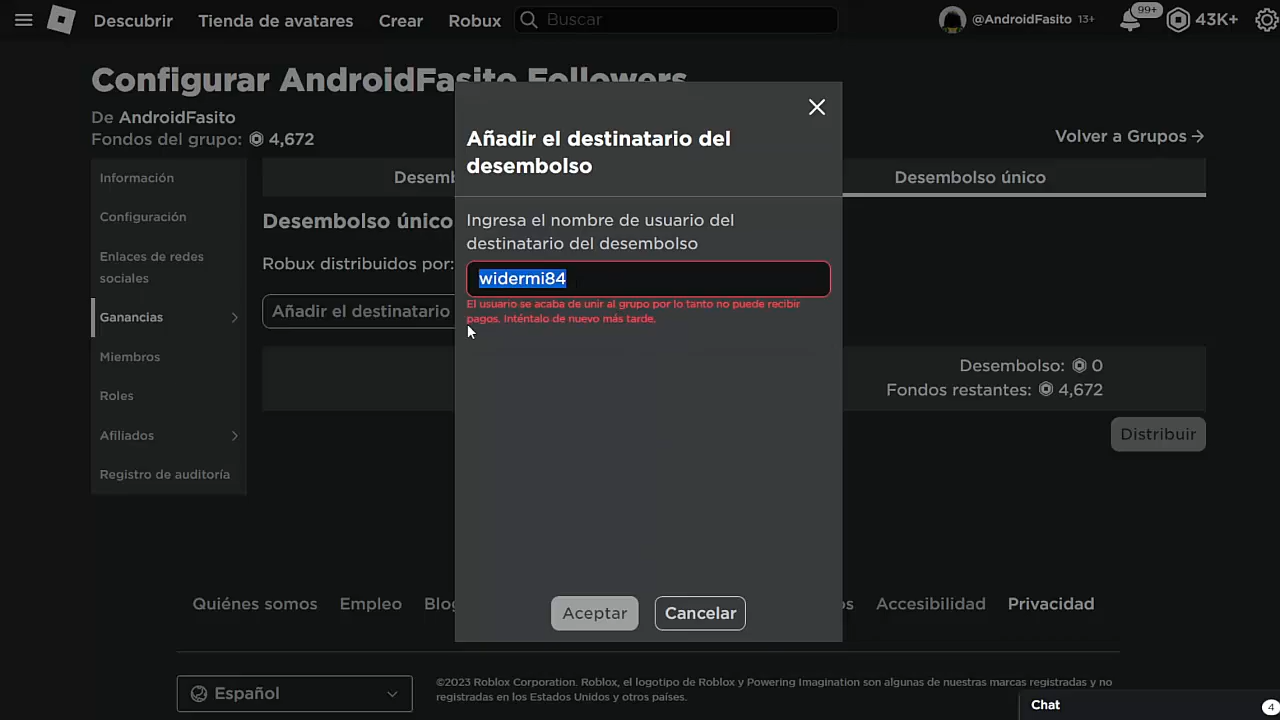 Descubrir
Tienda de avatares
Crear
Robux
Buscar
@AndroidFasito 13+
99+
43K+
Configurar AndroidFasito Followers
De AndroidFasito
Fondos del grupo: 4,672
Volver a Grupos
Información
Configuración
Enlaces de redes
sociales
Ganancias
Miembros
Roles
Afiliados
Registro de auditoría
Desemb
Desembolso único
Desembolso único
Robux distribuidos por:
Añadir el destinatario
Desembolso: 0
Fondos restantes: 4,672
Distribuir
Añadir el destinatario del
desembolso
Ingresa el nombre de usuario del
destinatario del desembolso
widermi84
El usuario se acaba de unir al grupo por lo tanto no puede recibir
pagos. Inténtalo de nuevo más tarde.
Aceptar
Cancelar
Quiénes somos
Empleo
Blog
os
Accesibilidad
Privacidad
Español
©2023 Roblox Corporation. Roblox, el logotipo de Roblox y Powering Imagination son algunas de nuestras marcas registradas y no
registradas en los Estados Unidos y otros países.
Chat
4